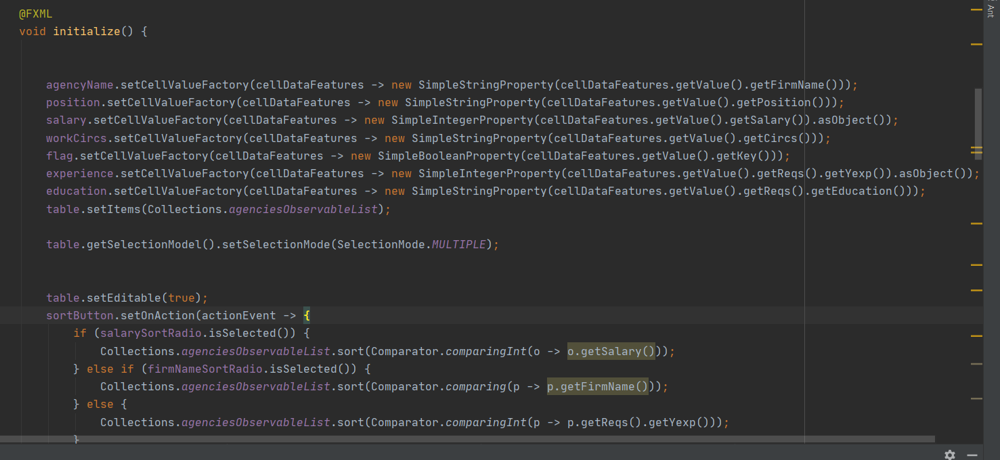 @FXML
void initialize() {
agencyName.setCellValueFactory(cellDataFeatures -> new SimpleStringProperty(cellDataFeatures.getValue().getFirmName()));
position.setCellValueFactory(cellDataFeatures -> new SimpleStringProperty(cellDataFeatures.getValue().getPosition()));
salary.setCellValueFactory(cellDataFeatures -> new SimpleIntegerProperty(cellDataFeatures.getValue().getSalary()).asObject());
workCircs.setCellValueFactory(cellDataFeatures -> new SimpleStringProperty(cellDataFeatures.getValue().getCircs()));
flag.setCellValueFactory(cellDataFeatures -> new SimpleBooleanProperty(cellDataFeatures.getValue().getKey()));
experience.setCellValueFactory(cellDataFeatures -> new SimpleIntegerProperty(cellDataFeatures.getValue().getReqs().getYexp()).asObject());
education.setCellValueFactory(cellDataFeatures -> new SimpleStringProperty(cellDataFeatures.getValue().getReqs().getEducation()));
table.setItems(Collections.agenciesObservableList);
table.getSelectionModel().setSelectionMode(SelectionMode.MULTIPLE);
table.setEditable(true);
sortButton.setOnAction(actionEvent -> {
if (salarySortRadio.isSelected()) {
Collections.agenciesObservableList.sort(Comparator.comparingInt(o -> o.getSalary()));
} else if (firmNameSortRadio.isSelected()) {
Collections.agenciesObservableList.sort(Comparator.comparing(p -> p.getFirmName()));
} else {
Collections.agenciesObservableList.sort(Comparator.comparingInt(p -> p.getReqs().getYexp()));
}
Ant